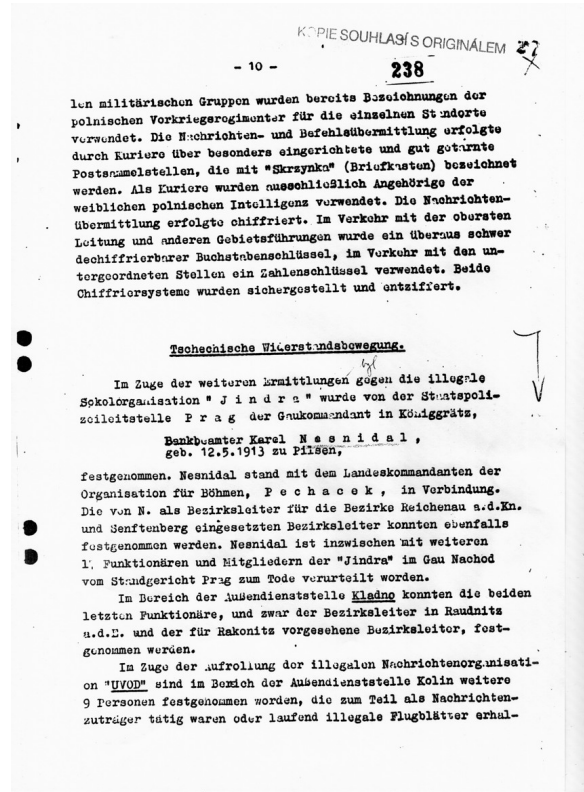 KOPIE SOUHLASÍ S ORIGINÁLEM 27
- 10 -
238
len militärischen Gruppen wurden bereits Bezeichnungen der
polnischen Vorkriegsregimenter für die einzelnen Standorte
verwendet. Die Nachrichten- und Befehlsübermittlung erfolgte
durch Kuriere über besonders eingerichtete und gut getarnte
Postsammelstellen, die mit "Skrzynka" (Briefkasten) bezeichnet
werden. Als Kuriere wurden ausschließlich Angehörige der
weiblichen polnischen Intelligenz verwendet. Die Nachrichten-
übermittlung erfolgte chiffriert. Im Verkehr mit der obersten
Leitung und anderen Gebietsführungen wurde ein überaus schwer
dechiffrierbarer Buchstabenschlüssel, im Verkehr mit den un-
tergeordneten Stellen ein Zahlenschlüssel verwendet. Beide
Chiffriersysteme wurden sichergestellt und entziffert.
Tschechische Widerstandsbewegung.
Im Zuge der weiteren Ermittlungen gegen die illegale
Sokolorganisation " J i n d r a " wurde von der Staatspoli-
zeileitstelle P r a g der Gaukommandant in Königgrätz,
Bankbeamter Karel N e s n i d a l ,
geb. 12.5.1913 zu Pilsen,
festgenommen. Nesnidal stand mit dem Landeskommandanten der
Organisation für Böhmen, P e c h a c e k , in Verbindung.
Die von N. als Bezirksleiter für die Bezirke Reichenau a.d.Kn.
und Senftenberg eingesetzten Bezirksleiter konnten ebenfalls
festgenommen werden. Nesnidal ist inzwischen mit weiteren
Funktionären und Mitgliedern der "Jindra" im Gau Nachod
vom Standgericht Prag zum Tode verurteilt worden.
Im Bereich der Außendienststelle Kladno konnten die beiden
letzten Funktionäre, und zwar der Bezirksleiter in Raudnitz
a.d.E. und der für Rakonitz vorgesehene Bezirksleiter, fest-
genommen werden.
Im Zuge der Aufrollung der illegalen Nachrichtenorganisati-
on "UVOD" sind im Bereich der Außendienststelle Kolin weitere
9 Personen festgenommen worden, die zum Teil als Nachrichten-
zuträger tätig waren oder laufend illegale Flugblätter erhal-